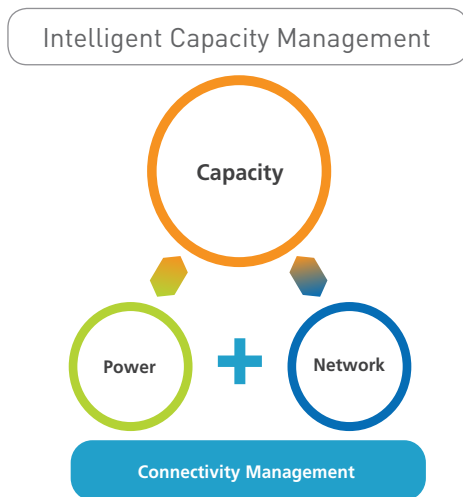 Intelligent Capacity Management
Capacity
Power
Network
Connectivity Management